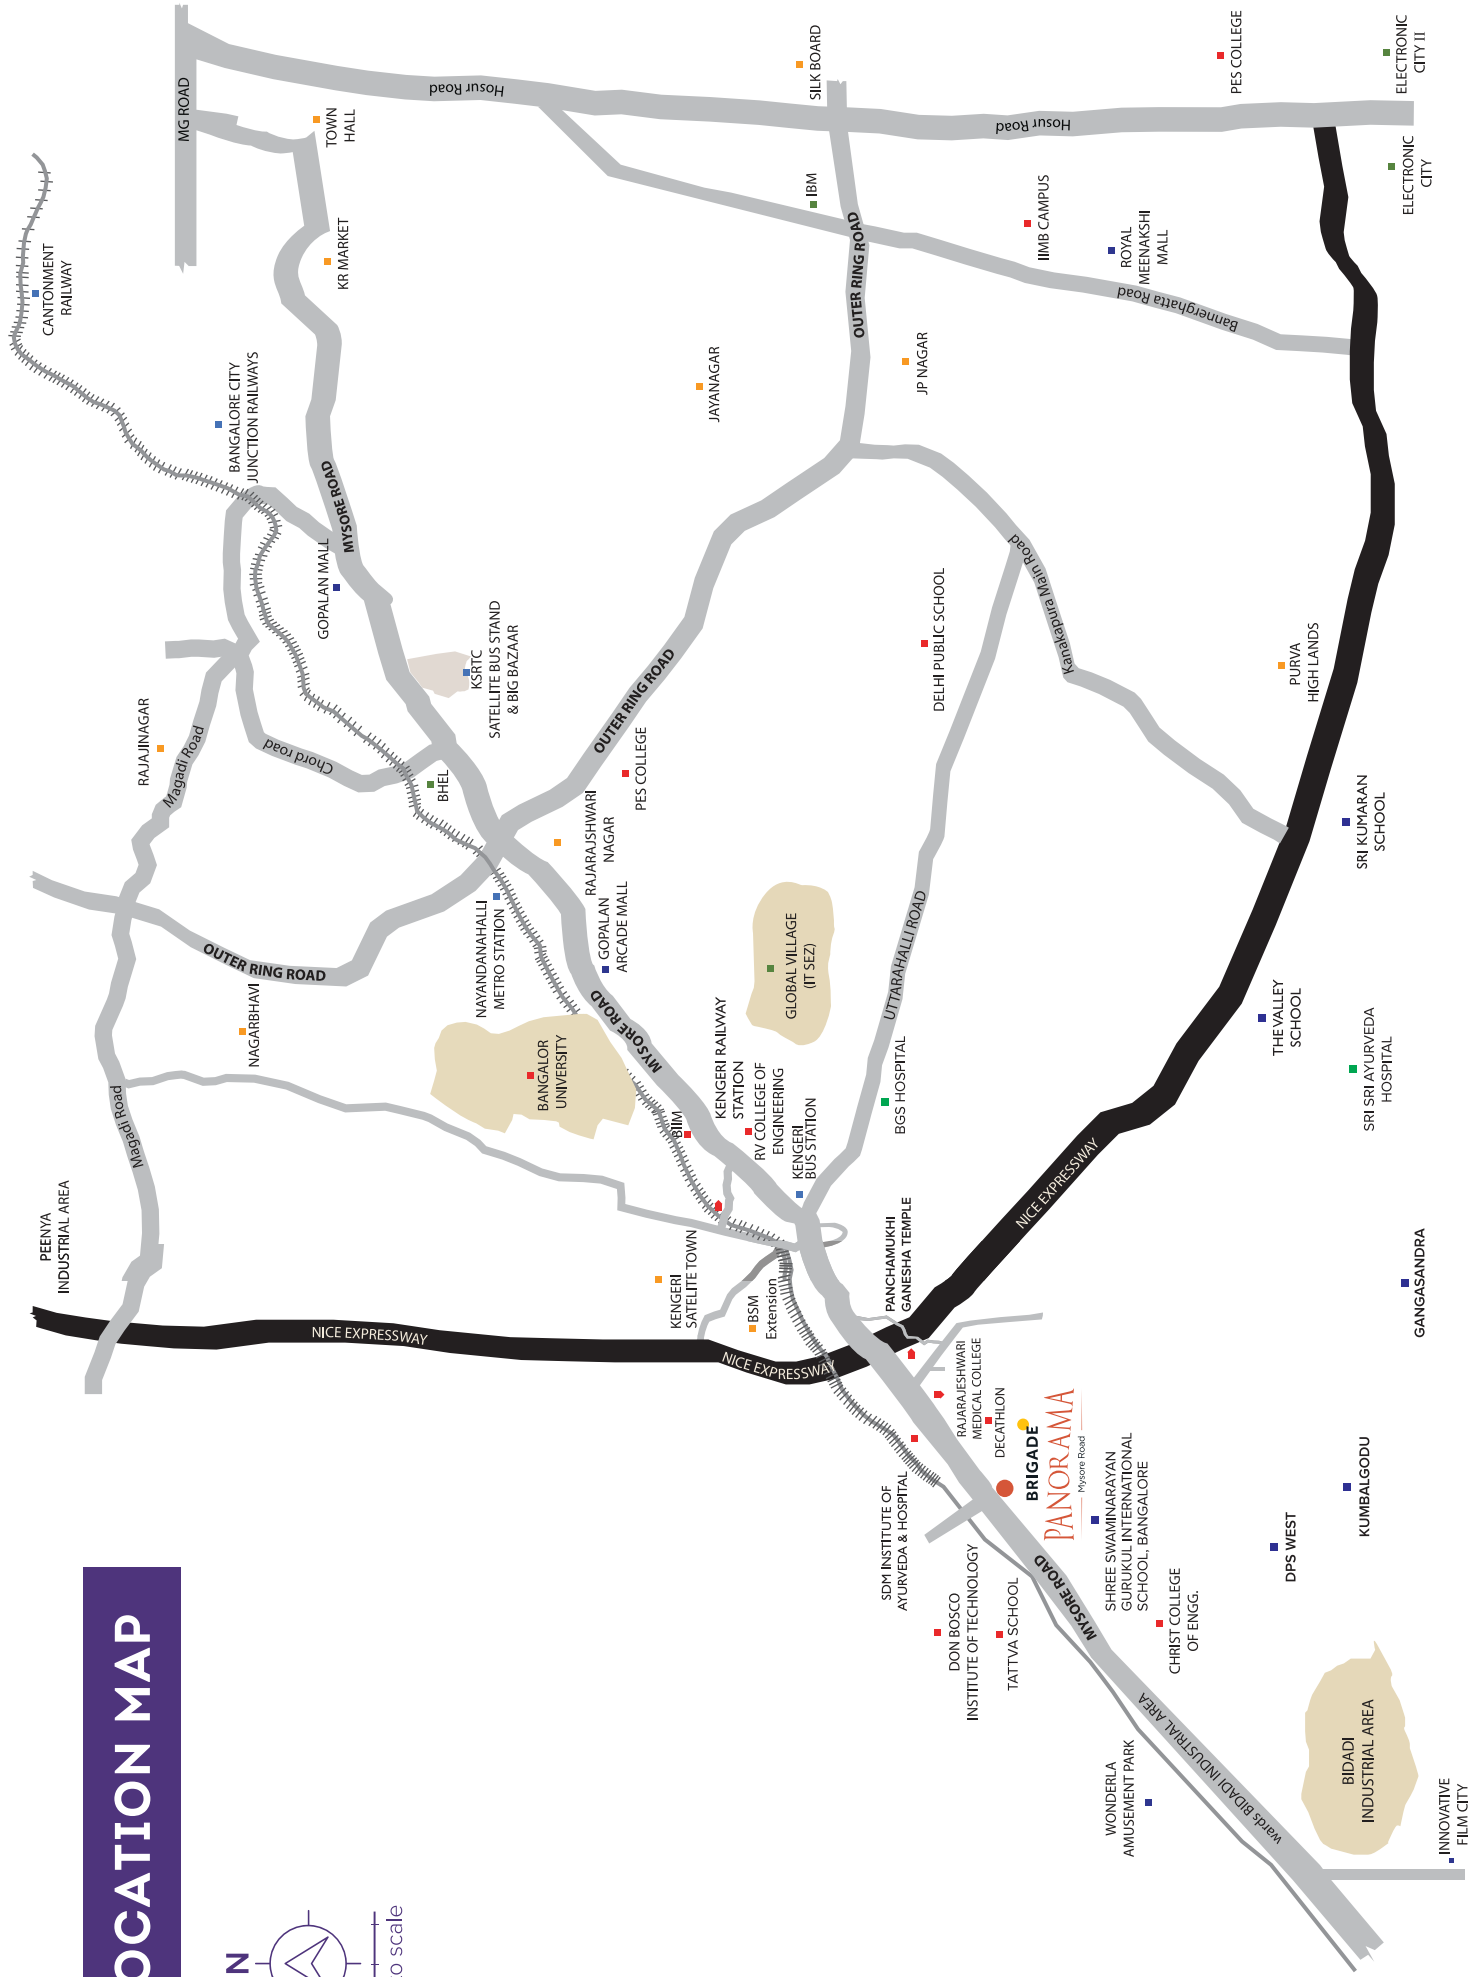 OCATION MAP
N
to scale
PEENYA
INDUSTRIAL AREA
Magadi Road
NAGARBHAVI
OUTER RING ROAD
RAJAJINAGAR
Magadi Road
Chord road
CANTONMENT
RAILWAY
MG ROAD
BANGALORE CITY
JUNCTION RAILWAYS
TOWN
HALL
KR MARKET
MYSORE ROAD
GOPALAN MALL
KSRTC
SATELLITE BUS STAND
& BIG BAZAAR
BHEL
NICE EXPRESSWAY
NAYANDANAHALLI
METRO STATION
RAJARAJSHWARI
NAGAR
PES COLLEGE
OUTER RING ROAD
GOPALAN
ARCADE MALL
MYSORE ROAD
BANGALOR
UNIVERSITY
BIIM
KENGERI RAILWAY
STATION
RV COLLEGE OF
ENGINEERING
KENGERI
BUS STATION
KENGERI
SATELITE TOWN
BSM
Extension
NICE EXPRESSWAY
GLOBAL VILLAGE
(IT SEZ)
JAYANAGAR
Hosur Road
SILK BOARD
IBM
OUTER RING ROAD
JP NAGAR
Hosur Road
IIMB CAMPUS
ROYAL
MEENAKSHI
MALL
Bannerghatta Road
PES COLLEGE
ELECTRONIC
CITY II
ELECTRONIC
CITY
DELHI PUBLIC SCHOOL
Road
Kanakapura Main Road
UTTARAHALLI ROAD
BGS HOSPITAL
PURVA
HIGH LANDS
SRI KUMARAN
SCHOOL
THE VALLEY
SCHOOL
SRI SRI AYURVEDA
HOSPITAL
NICE EXPRESSWAY
PANCHAMUKHI
GANESHA TEMPLE
RAJARAJESHWARI
MEDICAL COLLEGE
DECATHLON
BRIGADE
PANORAMA
Mysore Road
SDM INSTITUTE OF
AYURVEDA & HOSPITAL
DON BOSCO
INSTITUTE OF TECHNOLOGY
TATTVA SCHOOL
MYSORE ROAD
SHREE SWAMINARAYAN
GURUKUL INTERNATIONAL
SCHOOL, BANGALORE
CHRIST COLLEGE
OF ENGG.
GANGASANDRA
KUMBALGODU
DPS WEST
WONDERLA
AMUSEMENT PARK
wards BIDADI INDUSTRIAL AREA
BIDADI
INDUSTRIAL AREA
INNOVATIVE
FILM CITY